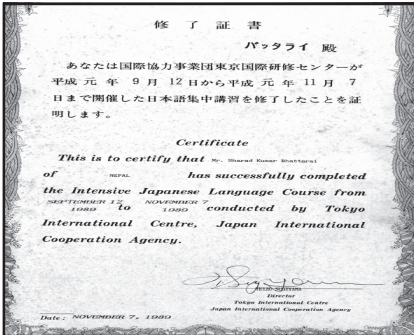 修了証書
バッタライ 殿
あなたは国際協力事業団東京国際研修センターが
平成 元 年 9 月 12 日から平成 元 年 11 月 7
日まで開催した日本語集中講習を修了したことを証
明します。
Certificate
This is to certify that Mr. Sharad Kumar Bhattarai
of NEPAL has successfully completed
the Intensive Japanese Language Course from
SEPTEMBER 12 1989 to NOVEMBER 7 1989 conducted by Tokyo
International Centre, Japan International
Cooperation Agency.
Director
Tokyo International Centre
Japan International Cooperation Agency
Date: NOVEMBER 7, 1989